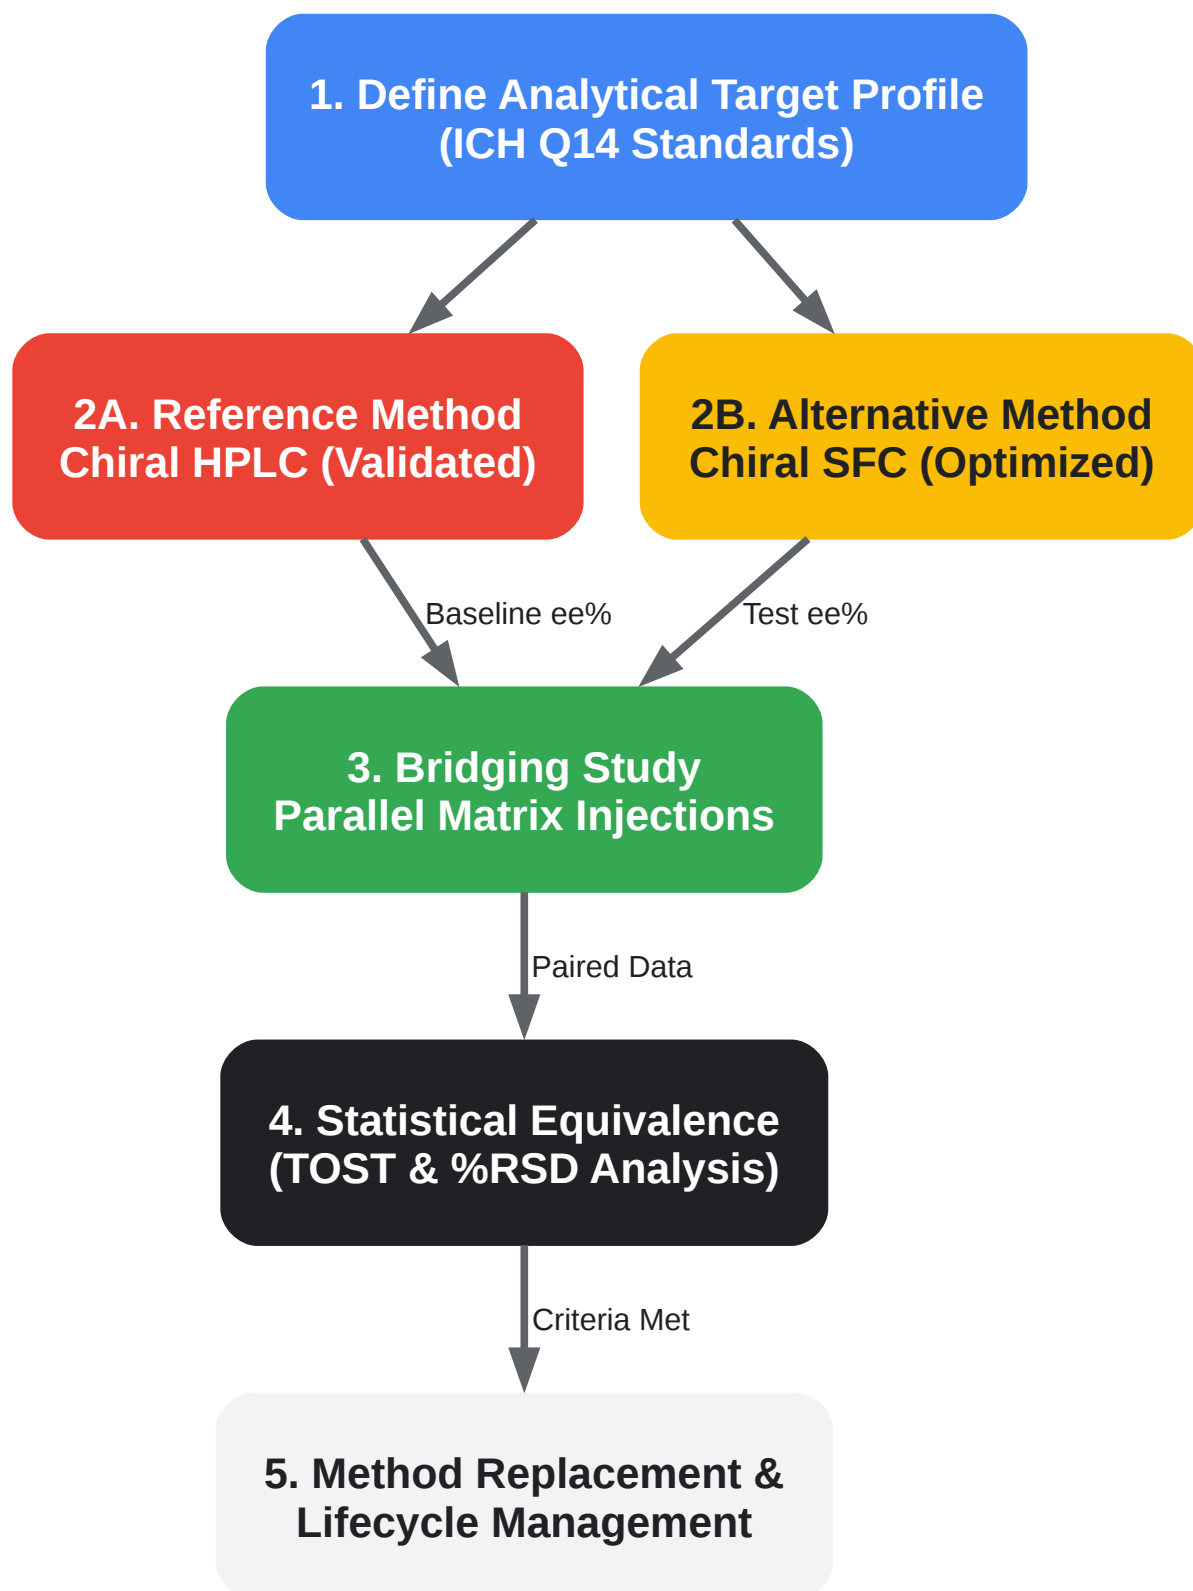 1. Define Analytical Target Profile
(ICH Q14 Standards)
2A. Reference Method
Chiral HPLC (Validated)
2B. Alternative Method
Chiral SFC (Optimized)
Baseline ee%
Test ee%
3. Bridging Study
Parallel Matrix Injections
Paired Data
4. Statistical Equivalence
(TOST & %RSD Analysis)
Criteria Met
5. Method Replacement &
Lifecycle Management